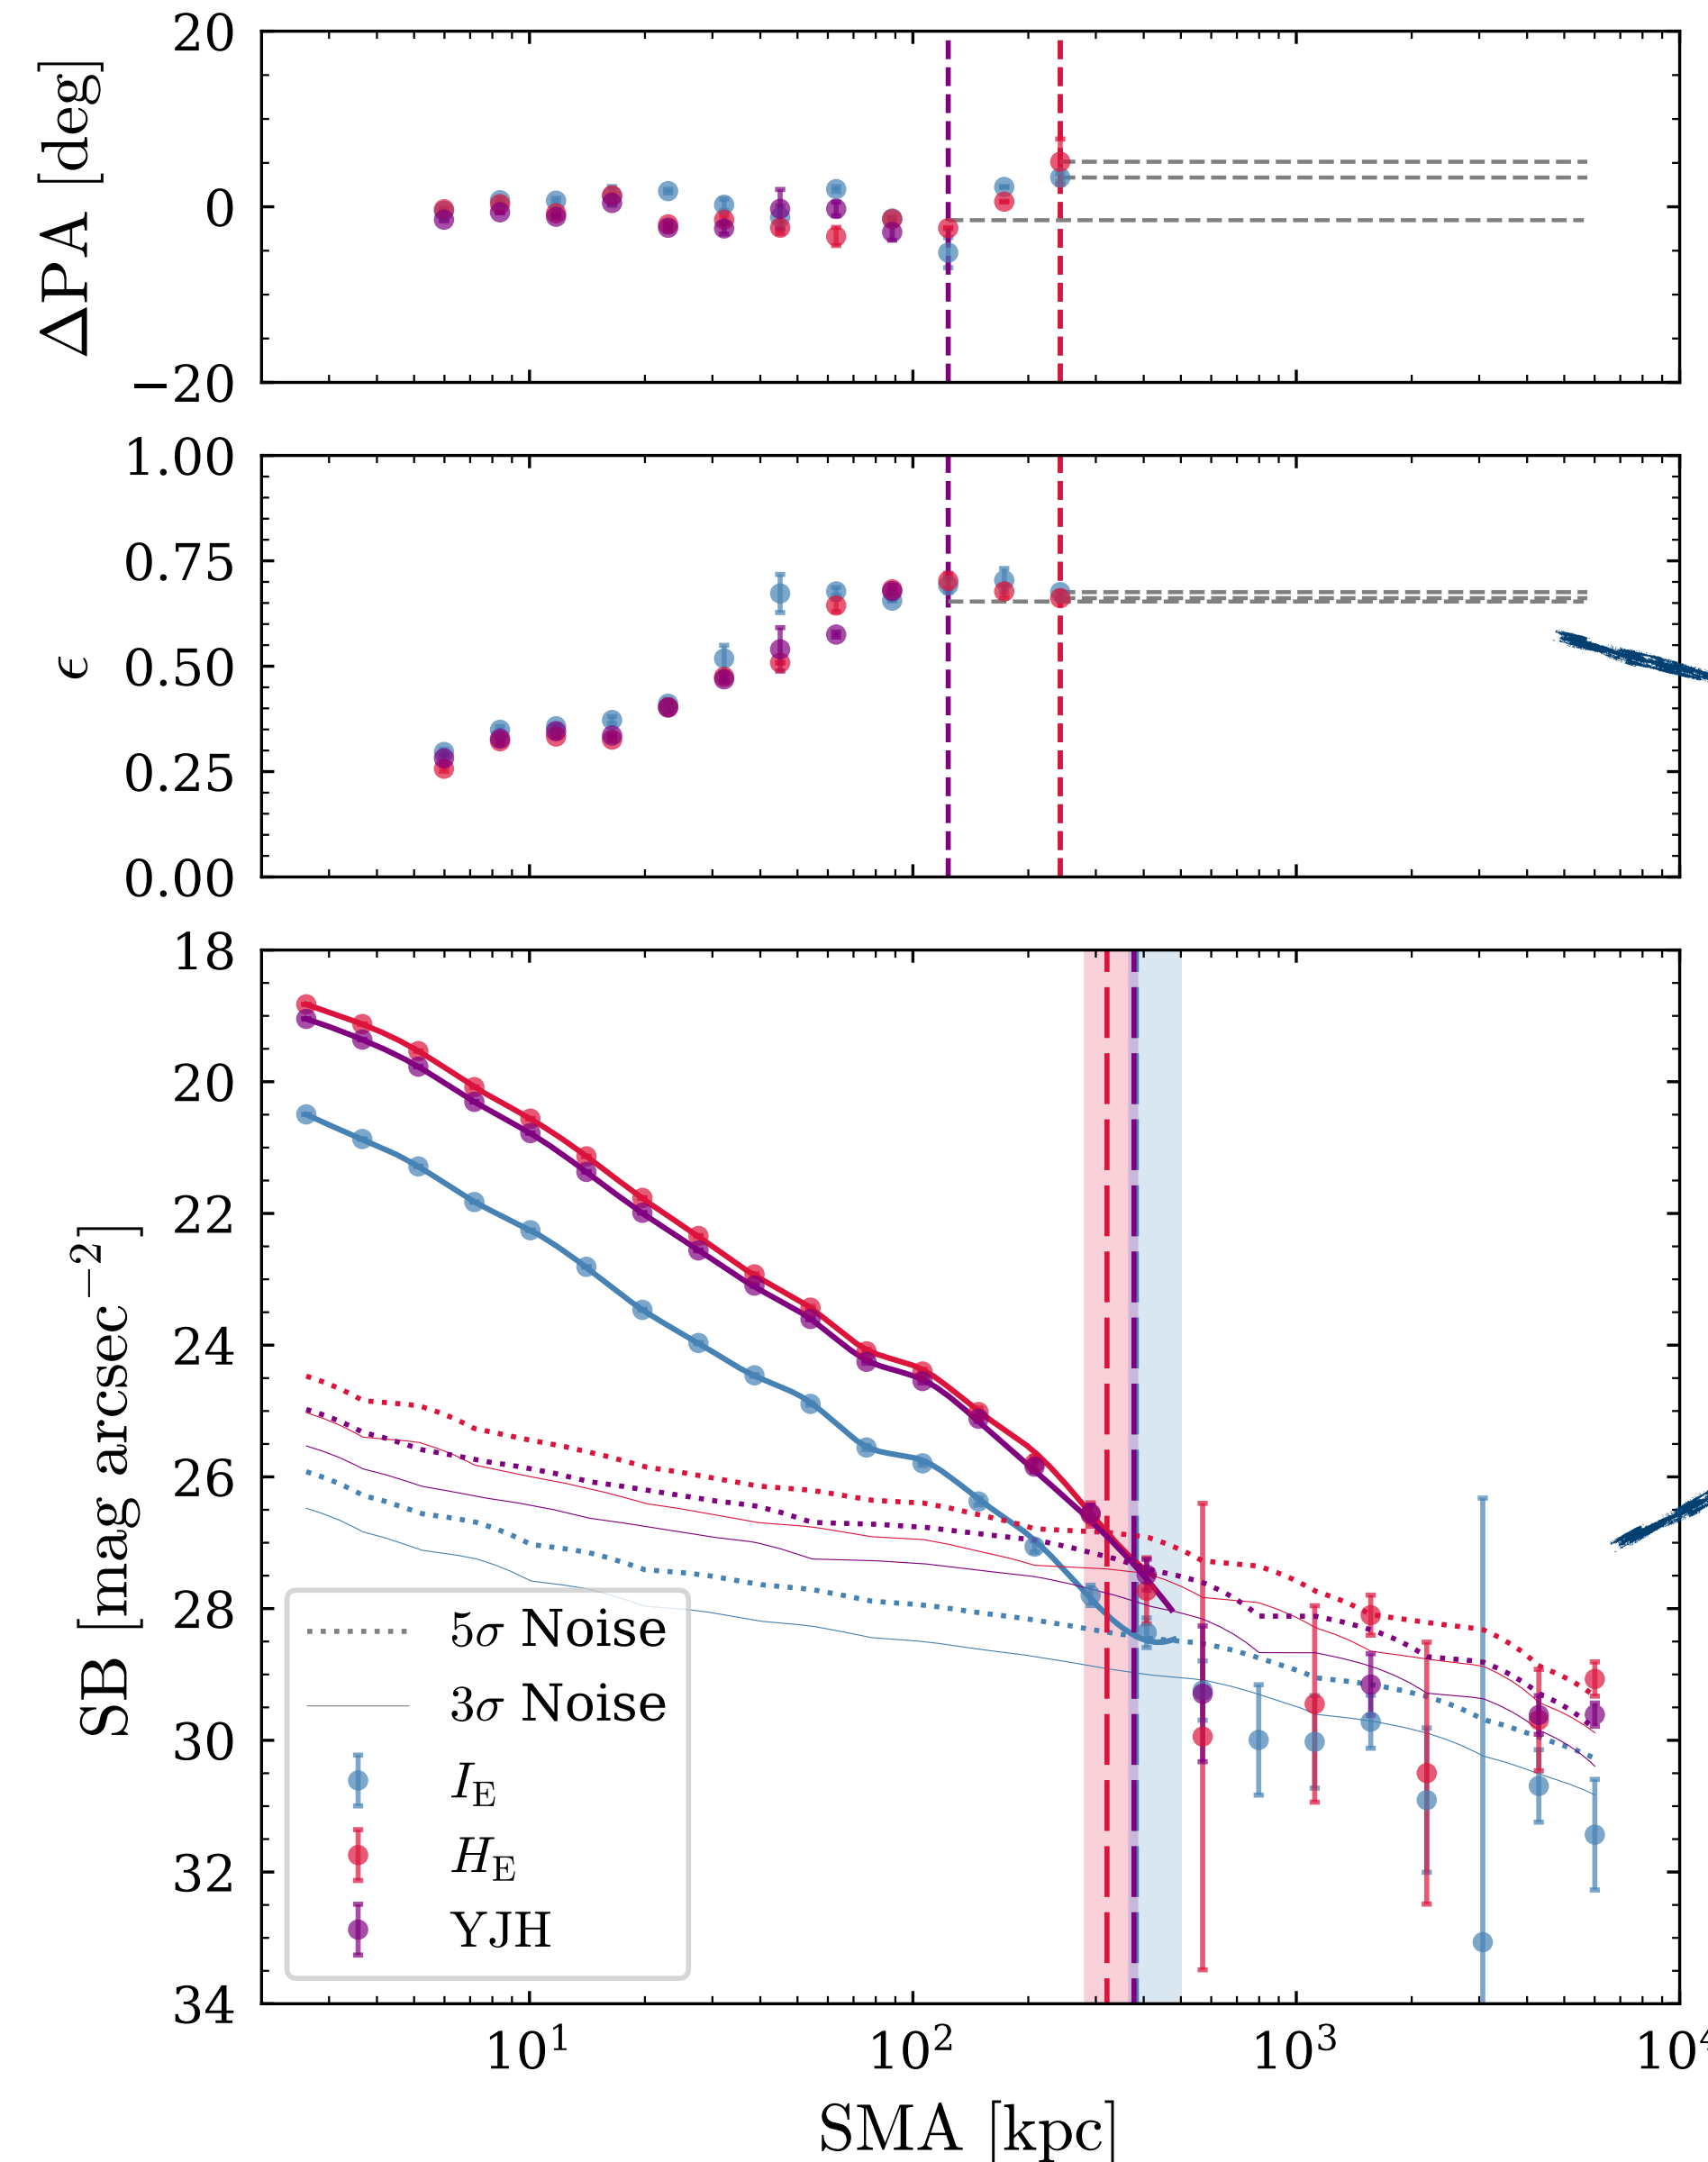 20
0
−20
ΔPA [deg]
1.00
0.75
0.50
0.25
0.00
ϵ
18
20
22
24
26
28
30
32
34
SB [mag arcsec⁻²]
5σ Noise
3σ Noise
I_E
H_E
YJH
10¹
10²
10³
10⁴
SMA [kpc]